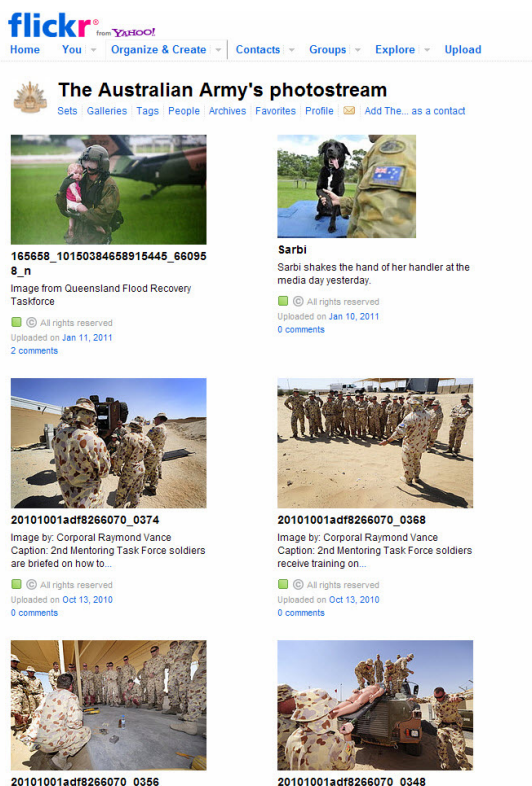 flickr® from YAHOO!
Home You Organize & Create Contacts Groups Explore Upload
The Australian Army's photostream
Sets Galleries Tags People Archives Favorites Profile Add The... as a contact
165658_10150384658915445_66095
8_n
Image from Queensland Flood Recovery
Taskforce
© All rights reserved
Uploaded on Jan 11, 2011
2 comments
Sarbi
Sarbi shakes the hand of her handler at the
media day yesterday.
© All rights reserved
Uploaded on Jan 10, 2011
0 comments
20101001adf8266070_0374
Image by: Corporal Raymond Vance
Caption: 2nd Mentoring Task Force soldiers
are briefed on how to...
© All rights reserved
Uploaded on Oct 13, 2010
0 comments
20101001adf8266070_0368
Image by: Corporal Raymond Vance
Caption: 2nd Mentoring Task Force soldiers
receive training on...
© All rights reserved
Uploaded on Oct 13, 2010
0 comments
20101001adf8266070_0356
20101001adf8266070_0348